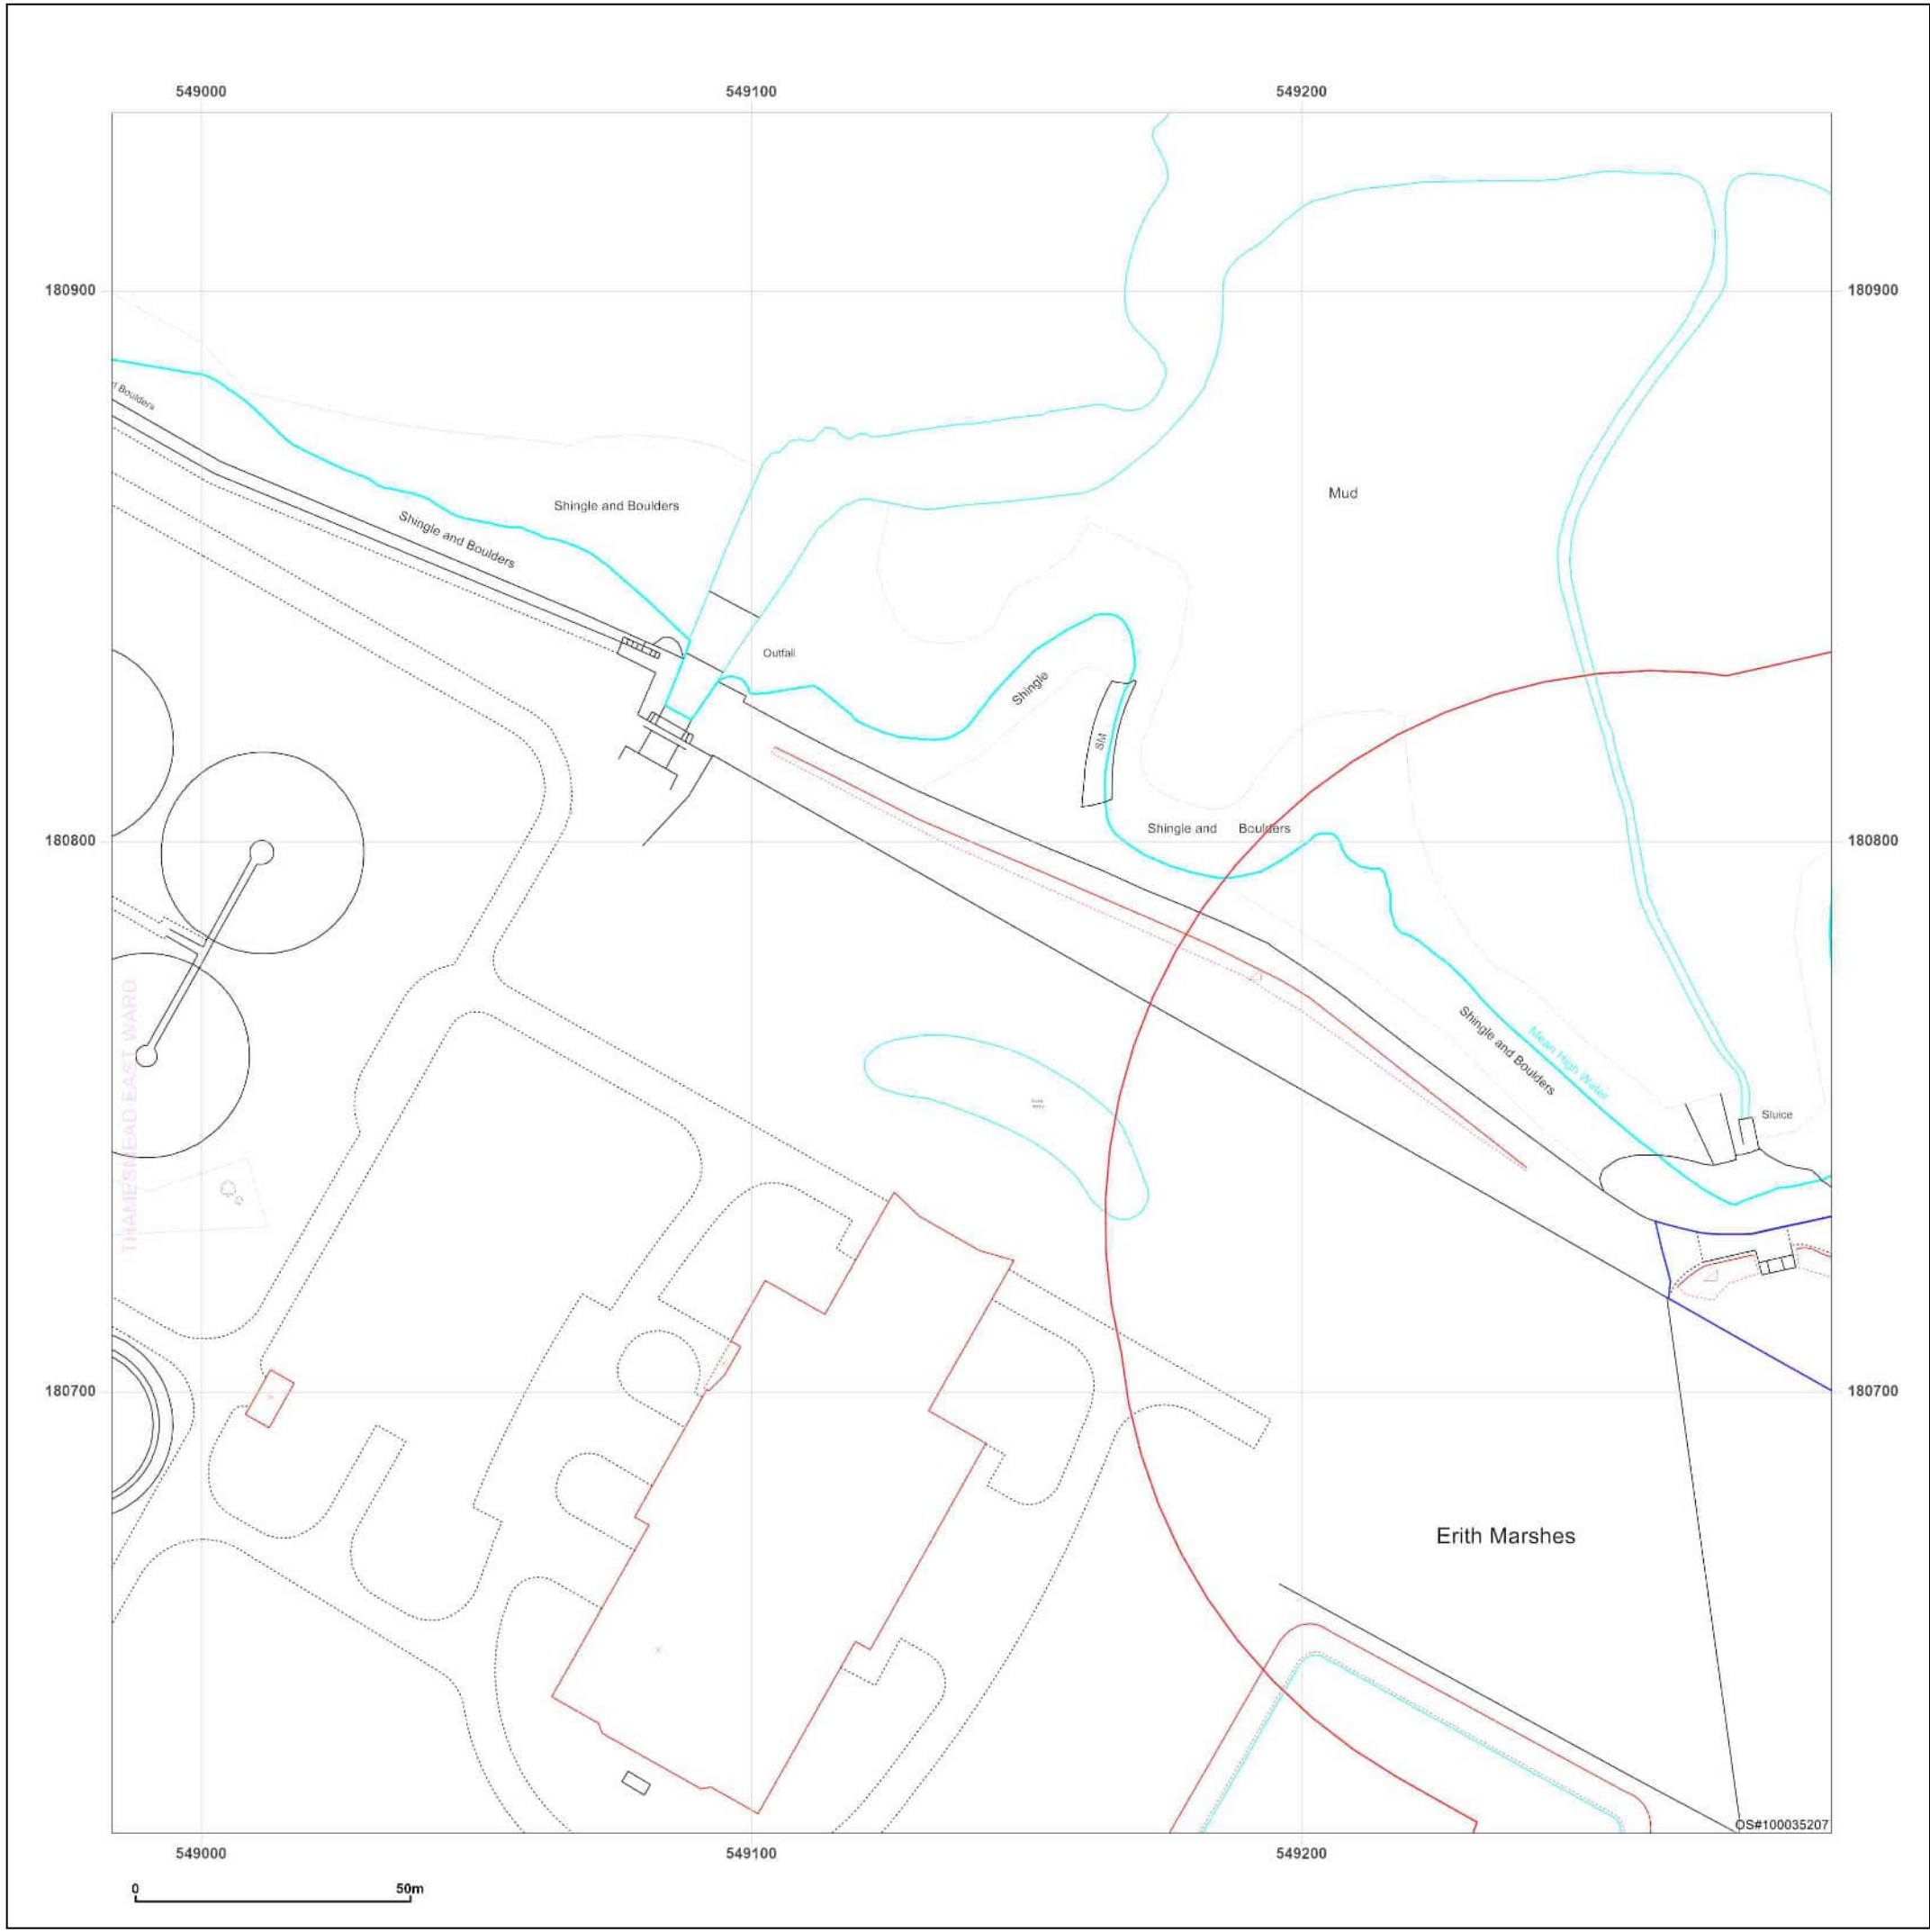 549000
549100
549200
180900
180900
Boulders
Shingle and Boulders
Mud
Shingle and Boulders
Outfall
Shingle
SM
Shingle and Boulders
180800
180800
THAMESMEAD EAST WARD
Shingle and Boulders
Mean High Water
Sluice
180700
180700
Erith Marshes
OS#100035207
549000
549100
549200
0
50m